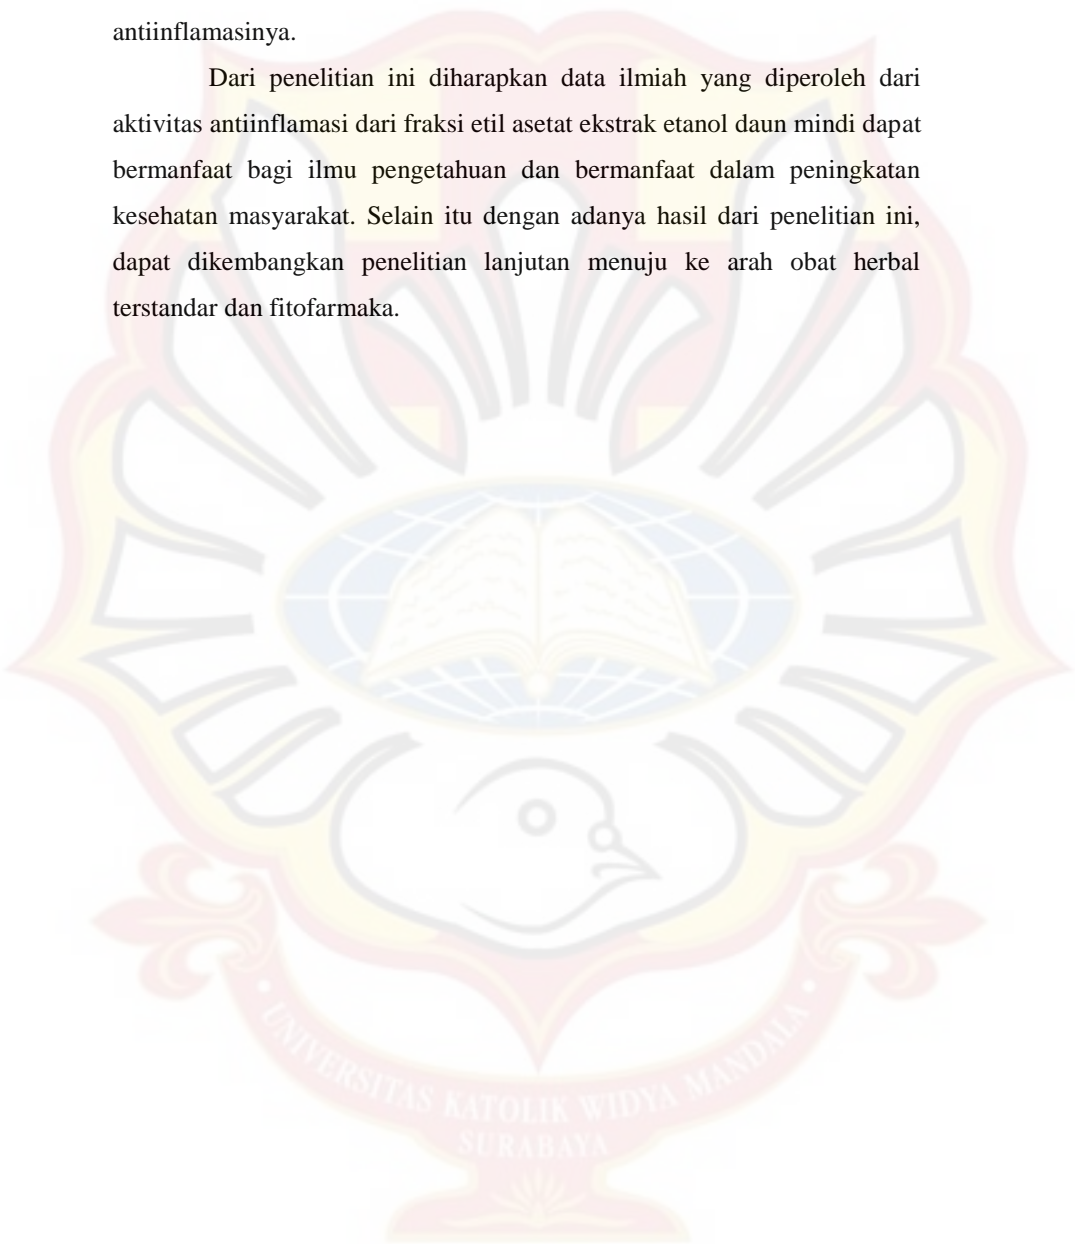 antiinflamasinya.
Dari penelitian ini diharapkan data ilmiah yang diperoleh dari
aktivitas antiinflamasi dari fraksi etil asetat ekstrak etanol daun mindi dapat
bermanfaat bagi ilmu pengetahuan dan bermanfaat dalam peningkatan
kesehatan masyarakat. Selain itu dengan adanya hasil dari penelitian ini,
dapat dikembangkan penelitian lanjutan menuju ke arah obat herbal
terstandar dan fitofarmaka.
UNIVERSITAS KATOLIK WIDYA MANDALA
SURABAYA